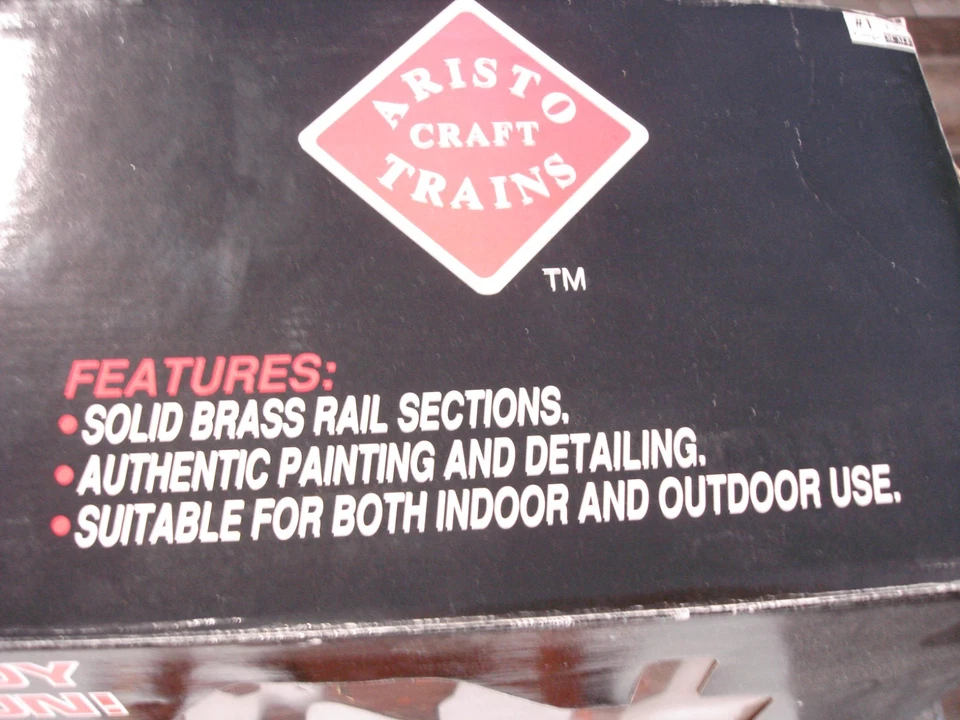 ARISTO
CRAFT
TRAINS
TM
FEATURES:
•SOLID BRASS RAIL SECTIONS.
•AUTHENTIC PAINTING AND DETAILING.
•SUITABLE FOR BOTH INDOOR AND OUTDOOR USE.